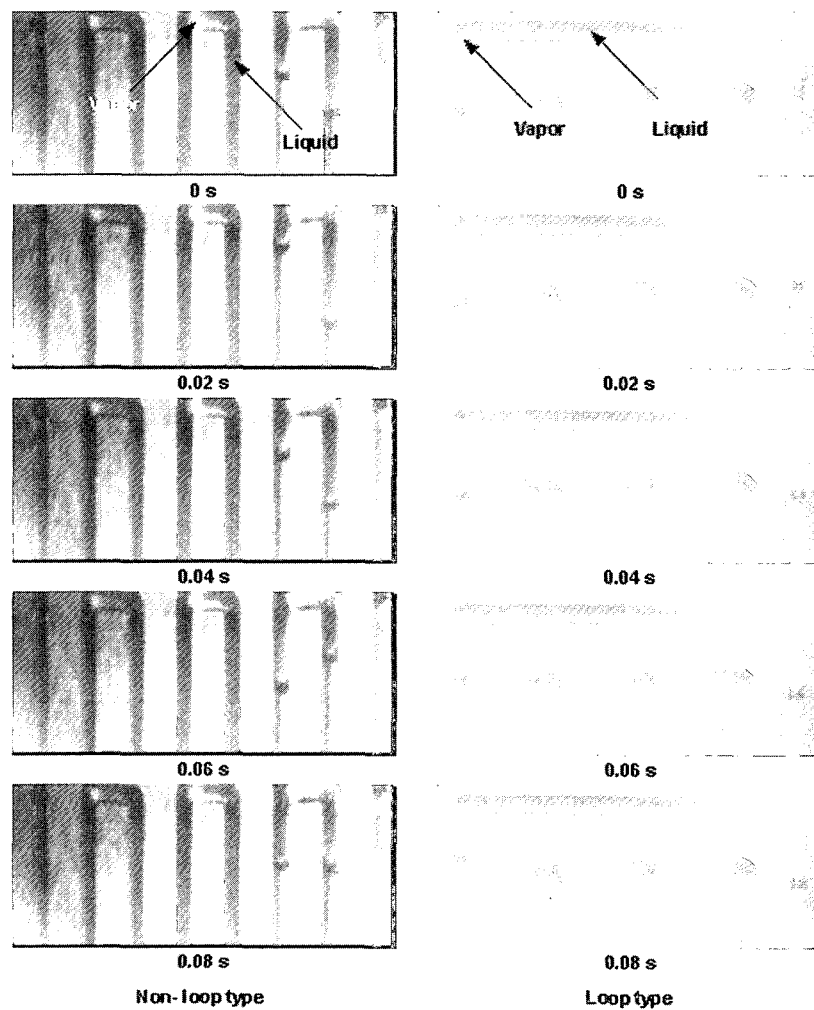 Vapor
Liquid
0 s
Vapor
Liquid
0 s
0.02 s
0.02 s
0.04 s
0.04 s
0.06 s
0.06 s
0.08 s
0.08 s
Non-loop type
Loop type